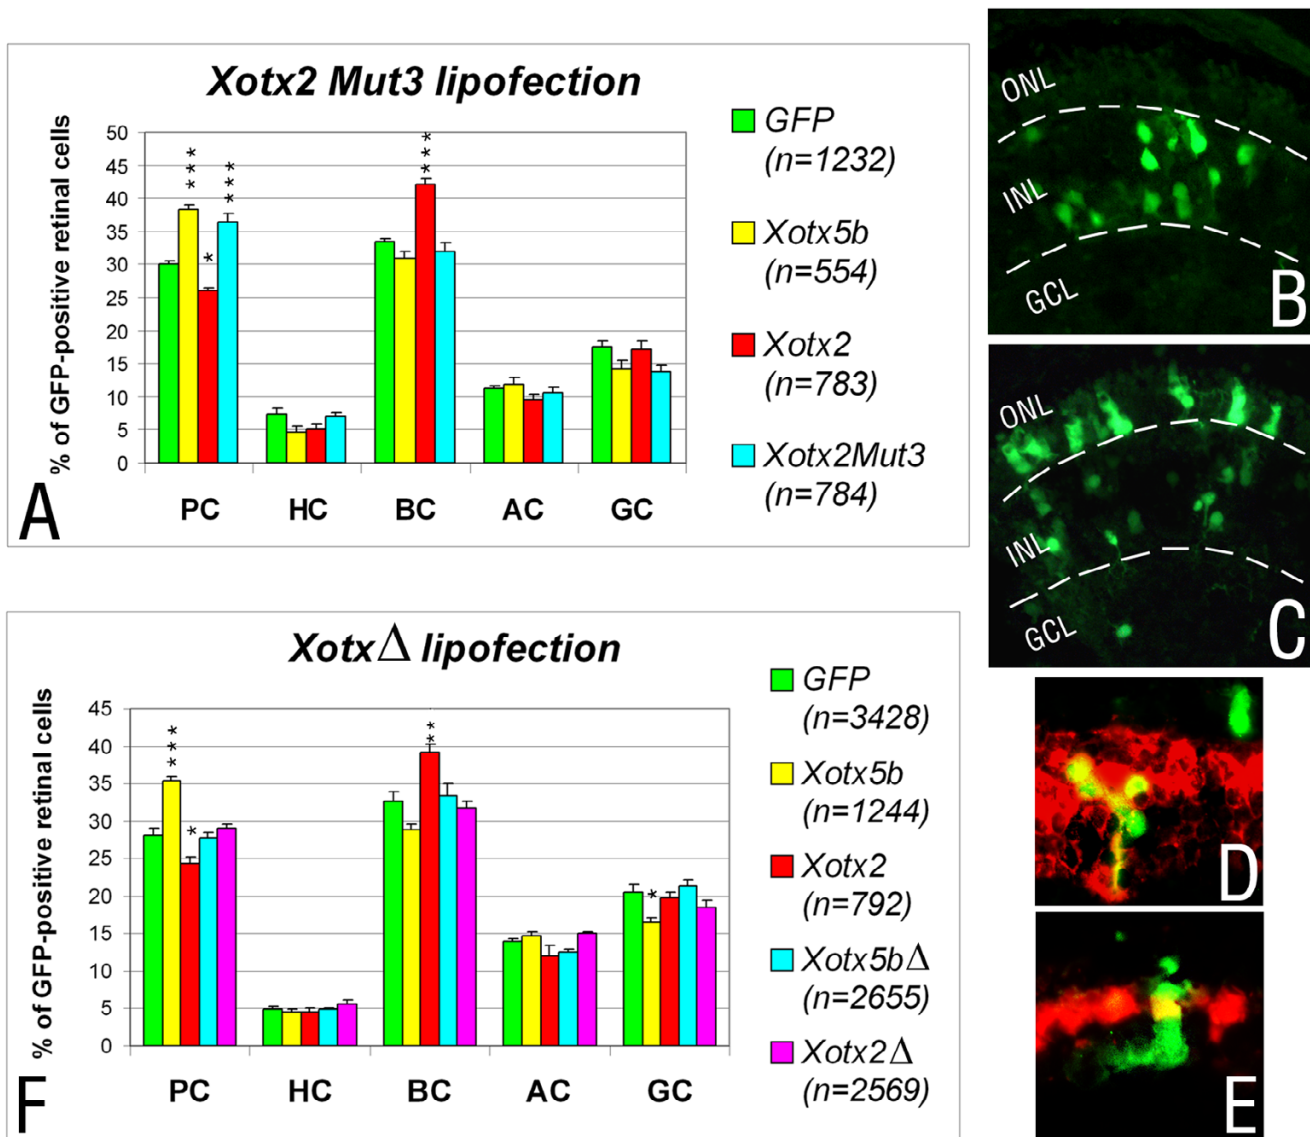 Xotx2 Mut3 lipofection
% of GFP-positive retinal cells
50
45
40
35
30
25
20
15
10
5
0
***
*
***
***
PC HC BC AC GC
GFP
(n=1232)
Xotx5b
(n=554)
Xotx2
(n=783)
Xotx2Mut3
(n=784)
A
ONL
INL
GCL
B
ONL
INL
GCL
C
D
E
XotxΔ lipofection
% of GFP-positive retinal cells
45
40
35
30
25
20
15
10
5
0
***
*
**
*
PC HC BC AC GC
GFP
(n=3428)
Xotx5b
(n=1244)
Xotx2
(n=792)
Xotx5bΔ
(n=2655)
Xotx2Δ
(n=2569)
F